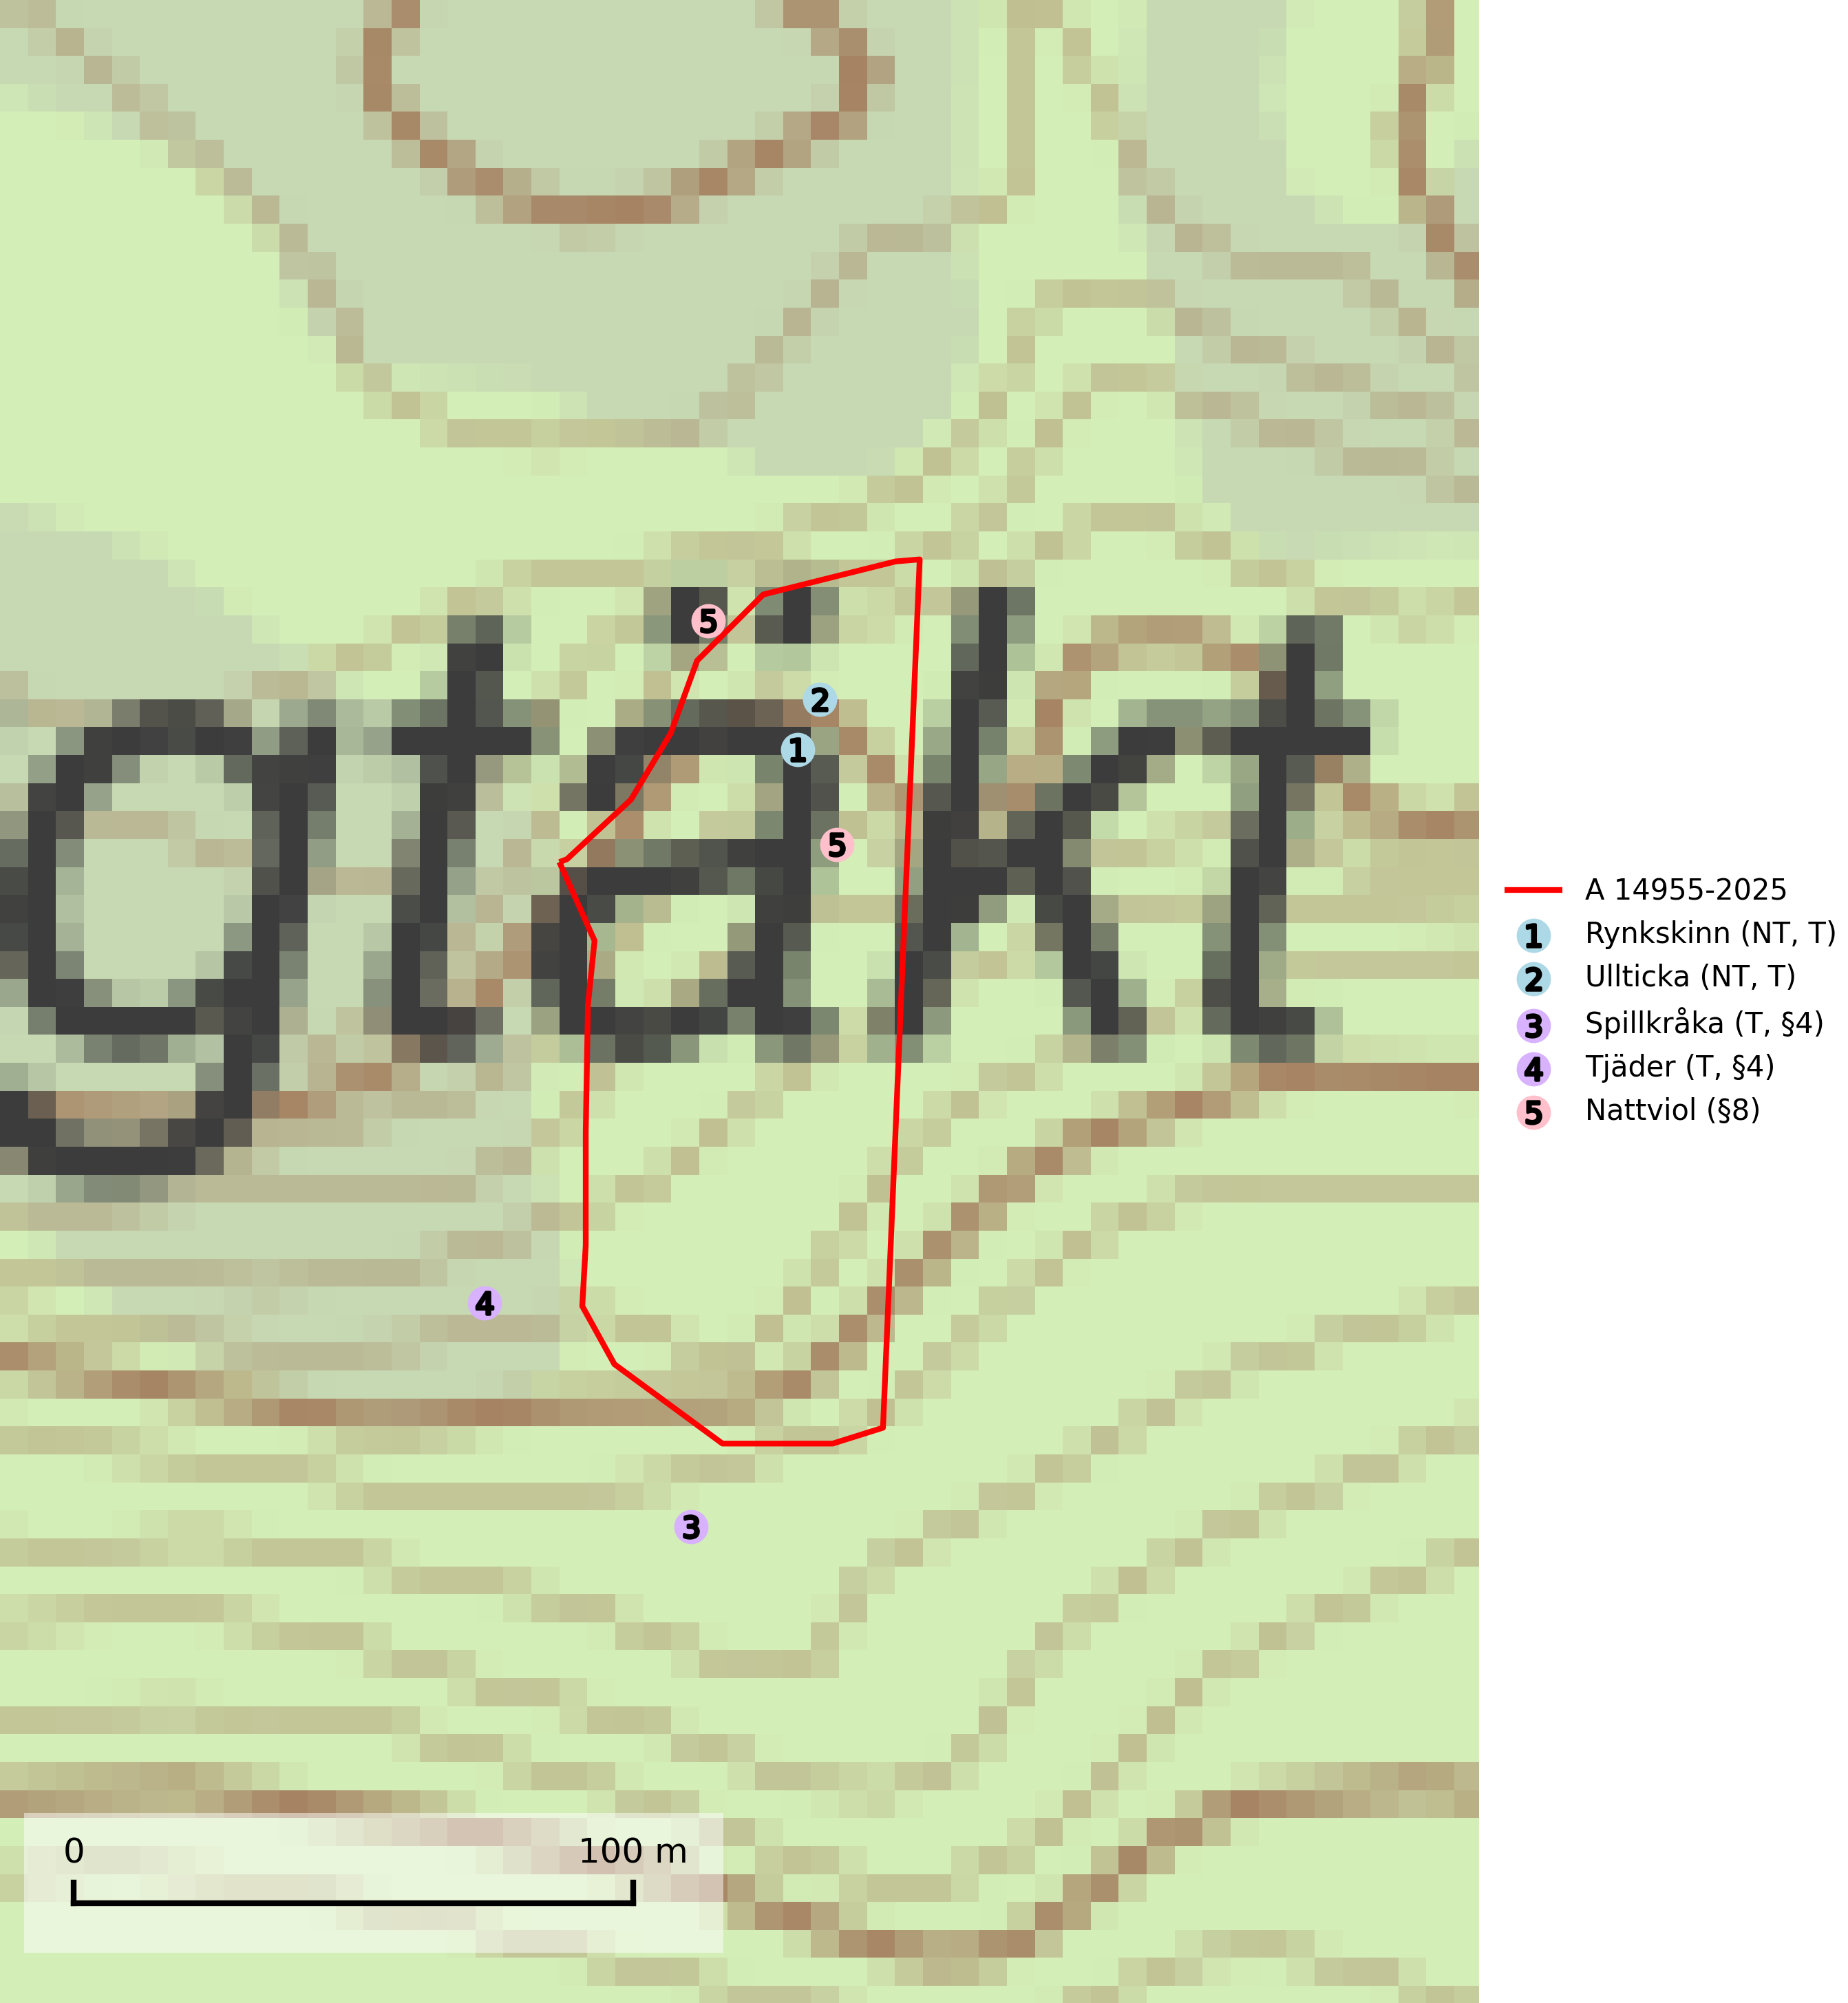 5
2
1
5
4
3
0 100 m
A 14955-2025
1 Rynkskinn (NT, T)
2 Ullticka (NT, T)
3 Spillkråka (T, §4)
4 Tjäder (T, §4)
5 Nattviol (§8)